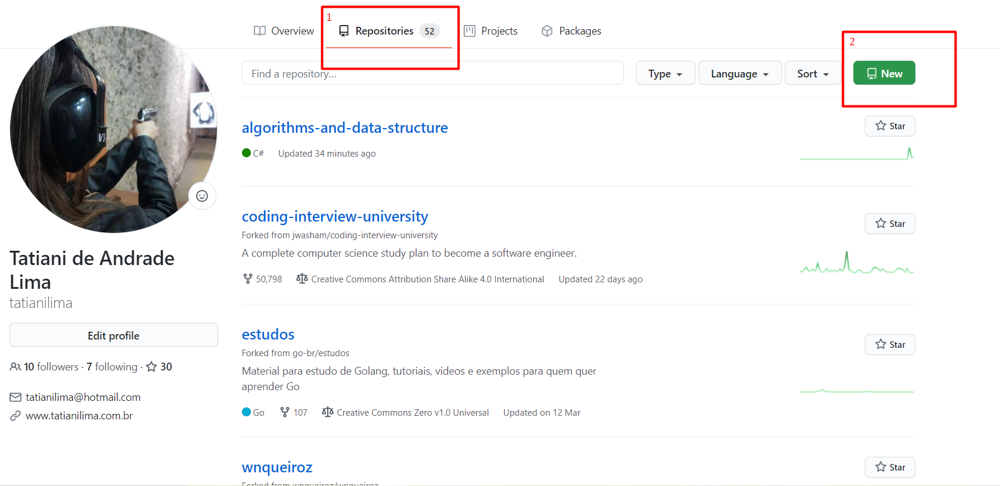 1
Overview
Repositories 52
Projects
Packages
2
Find a repository...
Type
Language
Sort
New
algorithms-and-data-structure
Star
C# Updated 34 minutes ago
coding-interview-university
Star
Forked from jwasham/coding-interview-university
A complete computer science study plan to become a software engineer.
50,798 Creative Commons Attribution Share Alike 4.0 International Updated 22 days ago
Tatiani de Andrade
Lima
tatianilima
Edit profile
10 followers · 7 following · 30
tatianilima@hotmail.com
www.tatianilima.com.br
estudos
Star
Forked from go-br/estudos
Material para estudo de Golang, tutoriais, videos e exemplos para quem quer
aprender Go
Go 107 Creative Commons Zero v1.0 Universal Updated on 12 Mar
wnqueiroz
Star
Forked from wnqueiroz/wnqueiroz